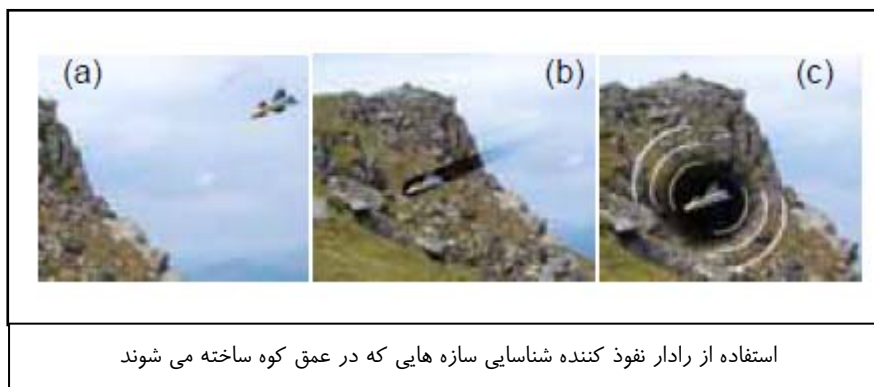 (a) (b) (c)
استفاده از رادار نفوذ کننده شناسایی سازه هایی که در عمق کوه ساخته می شوند